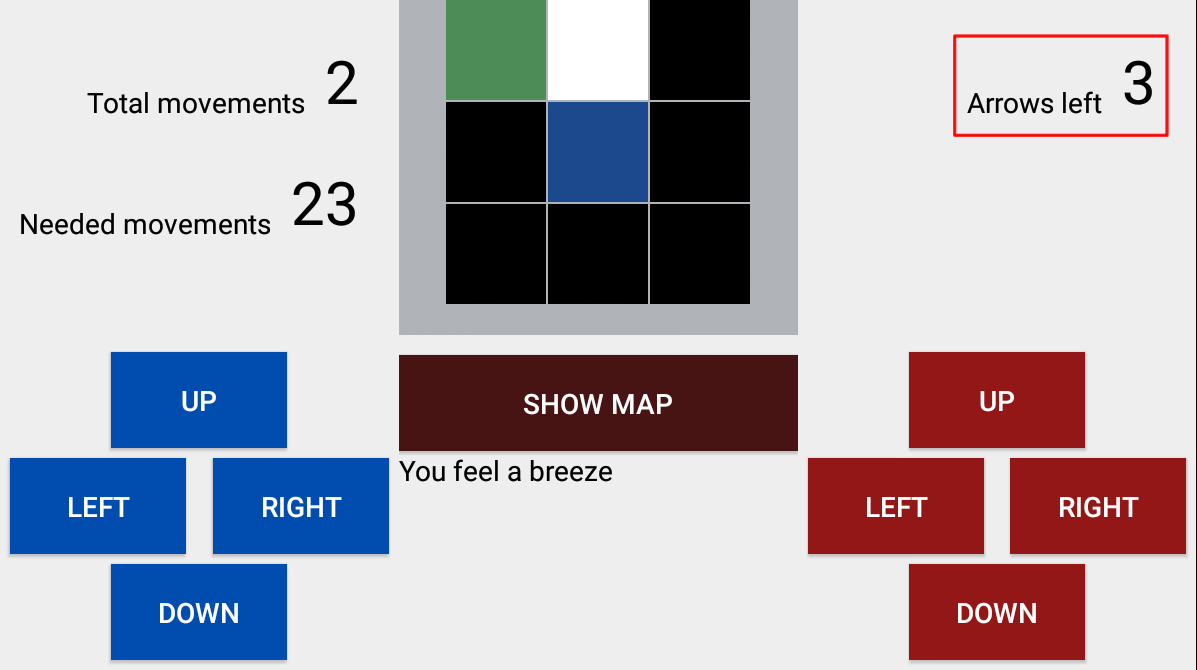 Total movements 2
Arrows left 3
Needed movements 23
UP
SHOW MAP
UP
You feel a breeze
LEFT
RIGHT
LEFT
RIGHT
DOWN
DOWN